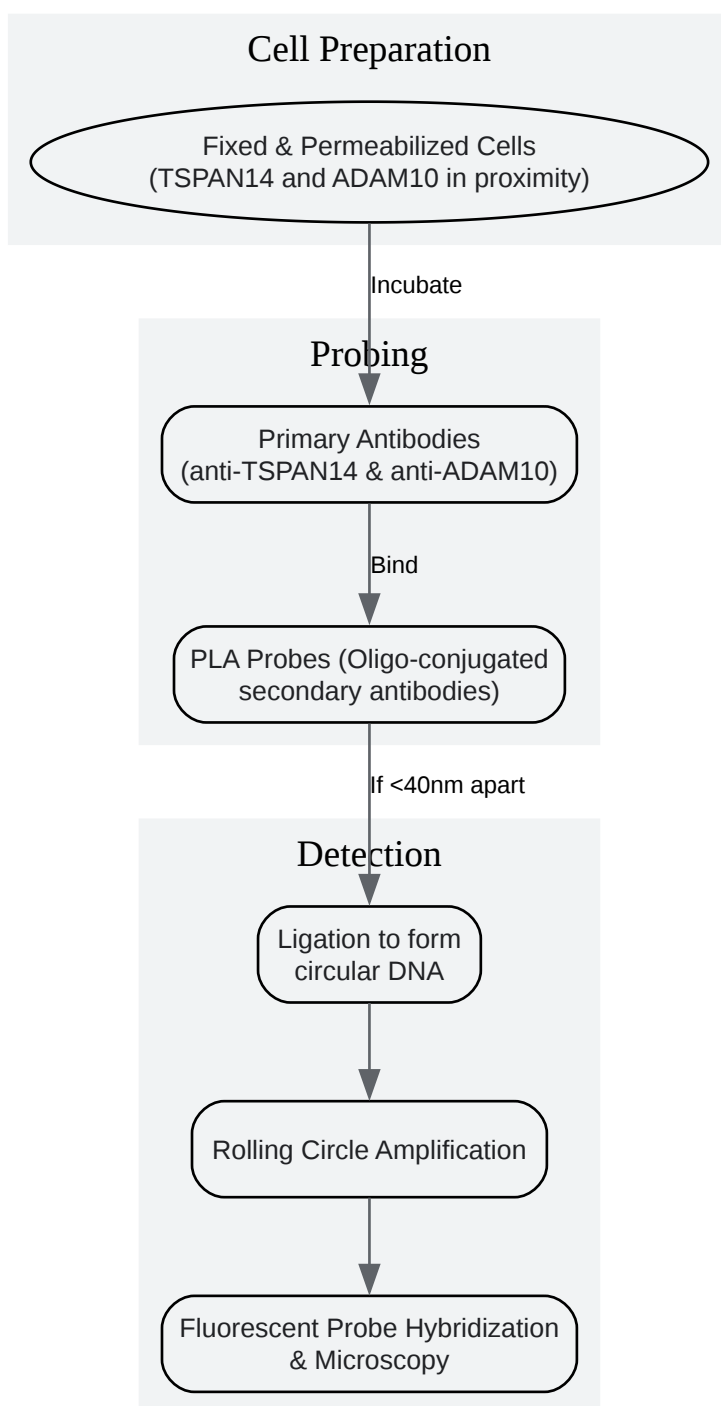 Cell Preparation
Fixed & Permeabilized Cells
(TSPAN14 and ADAM10 in proximity)
Incubate
Probing
Primary Antibodies
(anti-TSPAN14 & anti-ADAM10)
Bind
PLA Probes (Oligo-conjugated
secondary antibodies)
If <40nm apart
Detection
Ligation to form
circular DNA
Rolling Circle Amplification
Fluorescent Probe Hybridization
& Microscopy